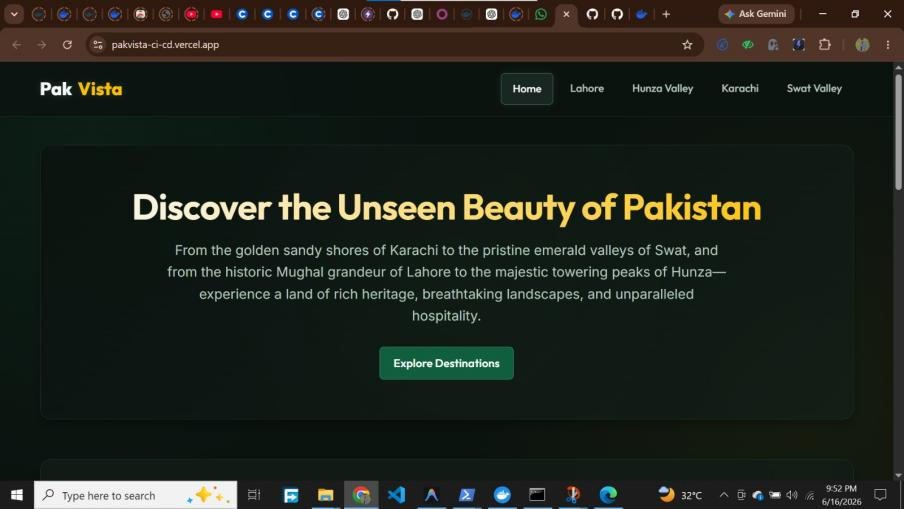 Ask Gemini
pakvista-ci-cd.vercel.app
Pak Vista
Home
Lahore
Hunza Valley
Karachi
Swat Valley
Discover the Unseen Beauty of Pakistan
From the golden sandy shores of Karachi to the pristine emerald valleys of Swat, and
from the historic Mughal grandeur of Lahore to the majestic towering peaks of Hunza—
experience a land of rich heritage, breathtaking landscapes, and unparalleled
hospitality.
Explore Destinations
Type here to search
32°C
9:52 PM
6/16/2026